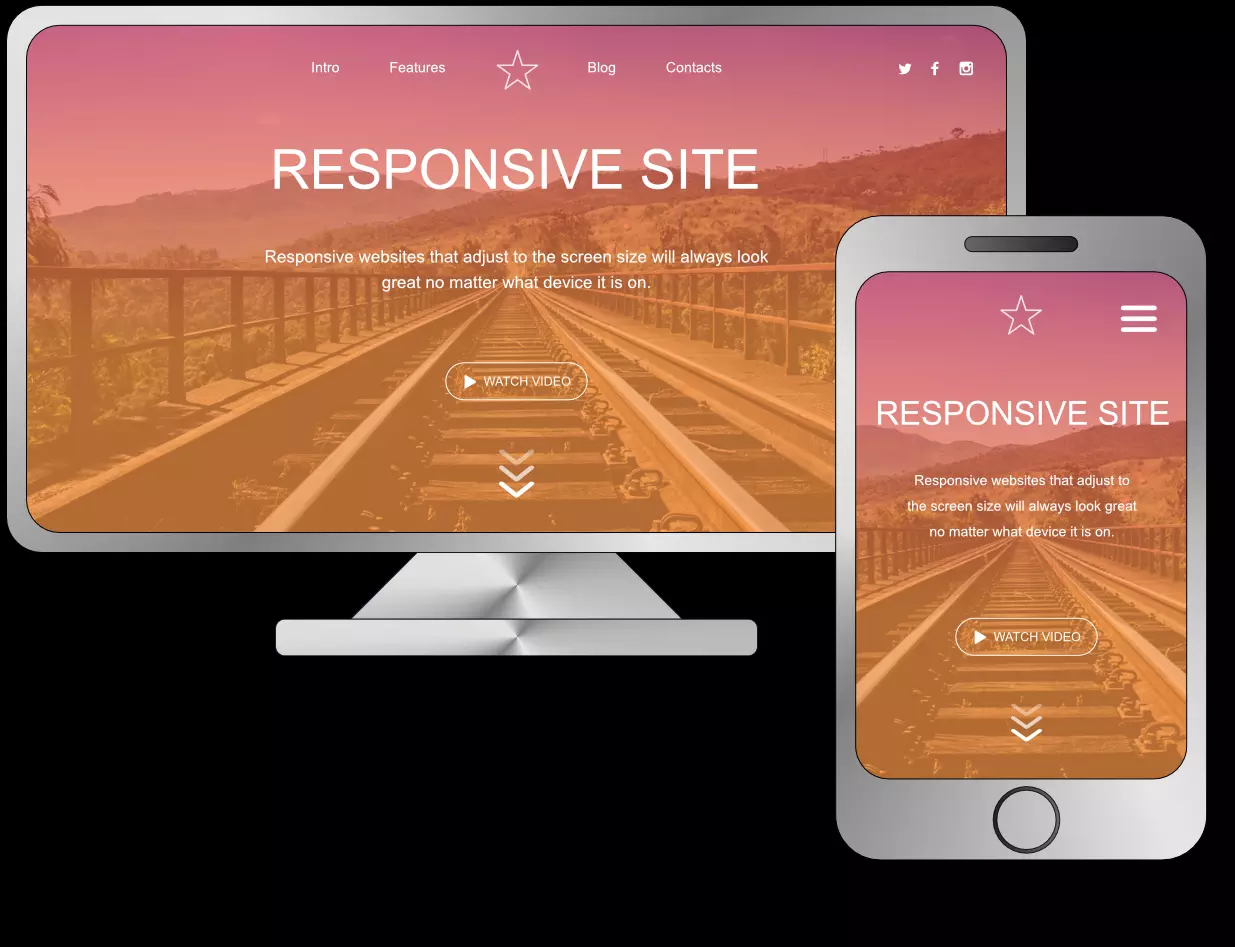 Intro Features Blog Contacts
RESPONSIVE SITE
Responsive websites that adjust to the screen size will always look
great no matter what device it is on.
WATCH VIDEO
RESPONSIVE SITE
Responsive websites that adjust to
the screen size will always look great
no matter what device it is on.
WATCH VIDEO